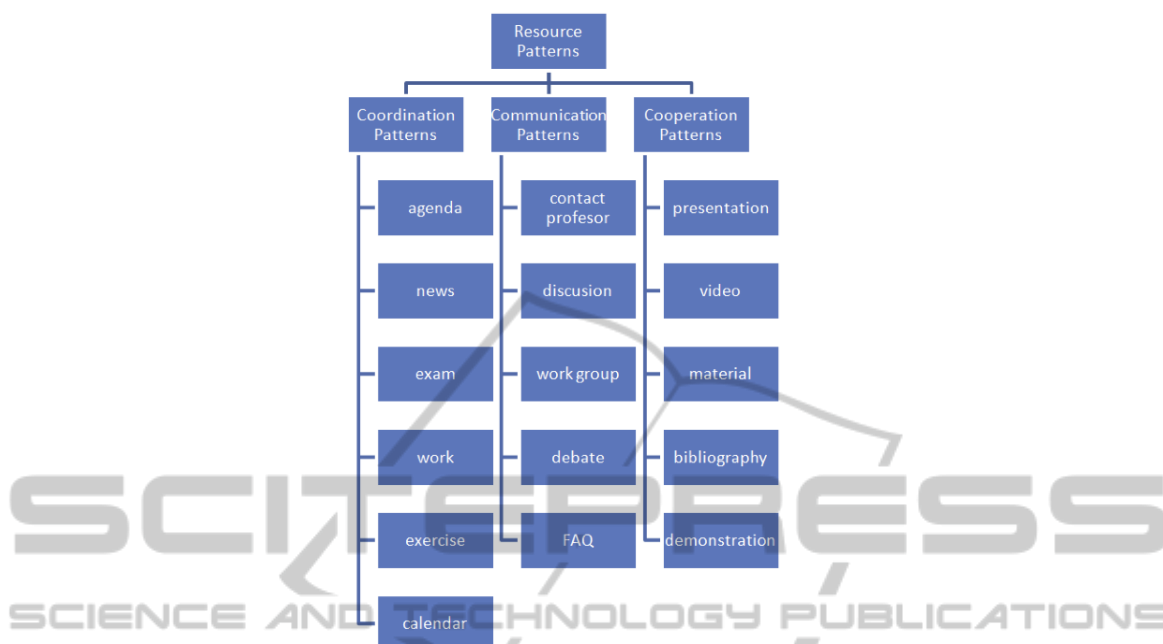 Resource
Patterns
Coordination
Patterns
Communication
Patterns
Cooperation
Patterns
agenda
contact
profesor
presentation
news
discusion
video
exam
work group
material
work
debate
bibliography
exercise
FAQ
demonstration
calendar
SCITEPRESS
SCIENCE AND TECHNOLOGY PUBLICATIONS